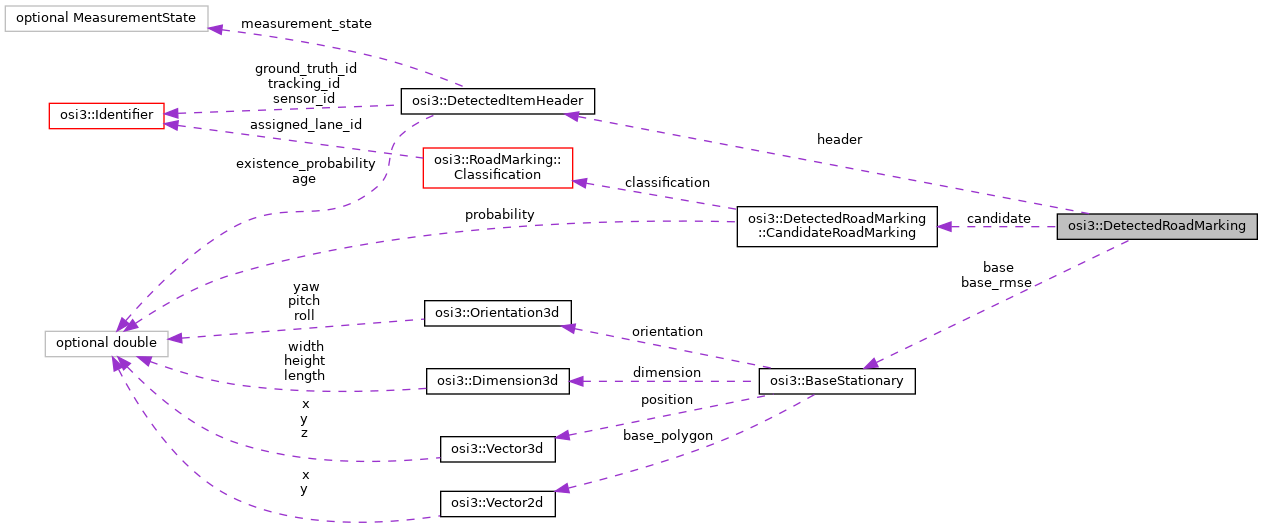 optional MeasurementState
measurement_state
ground_truth_id
tracking_id
sensor_id
osi3::DetectedItemHeader
osi3::Identifier
assigned_lane_id
header
existence_probability
age
osi3::RoadMarking::
Classification
classification
probability
osi3::DetectedRoadMarking
::CandidateRoadMarking
candidate
osi3::DetectedRoadMarking
base
base_rmse
yaw
pitch
roll
osi3::Orientation3d
orientation
optional double
width
height
length
osi3::Dimension3d
dimension
osi3::BaseStationary
position
x
y
z
osi3::Vector3d
base_polygon
x
y
osi3::Vector2d